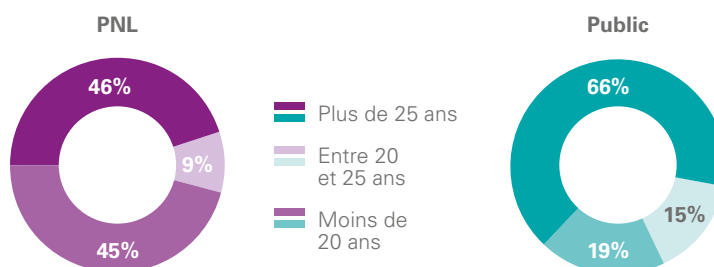 PNL
Public
46%
9%
45%
Plus de 25 ans
Entre 20
et 25 ans
Moins de
20 ans
66%
15%
19%